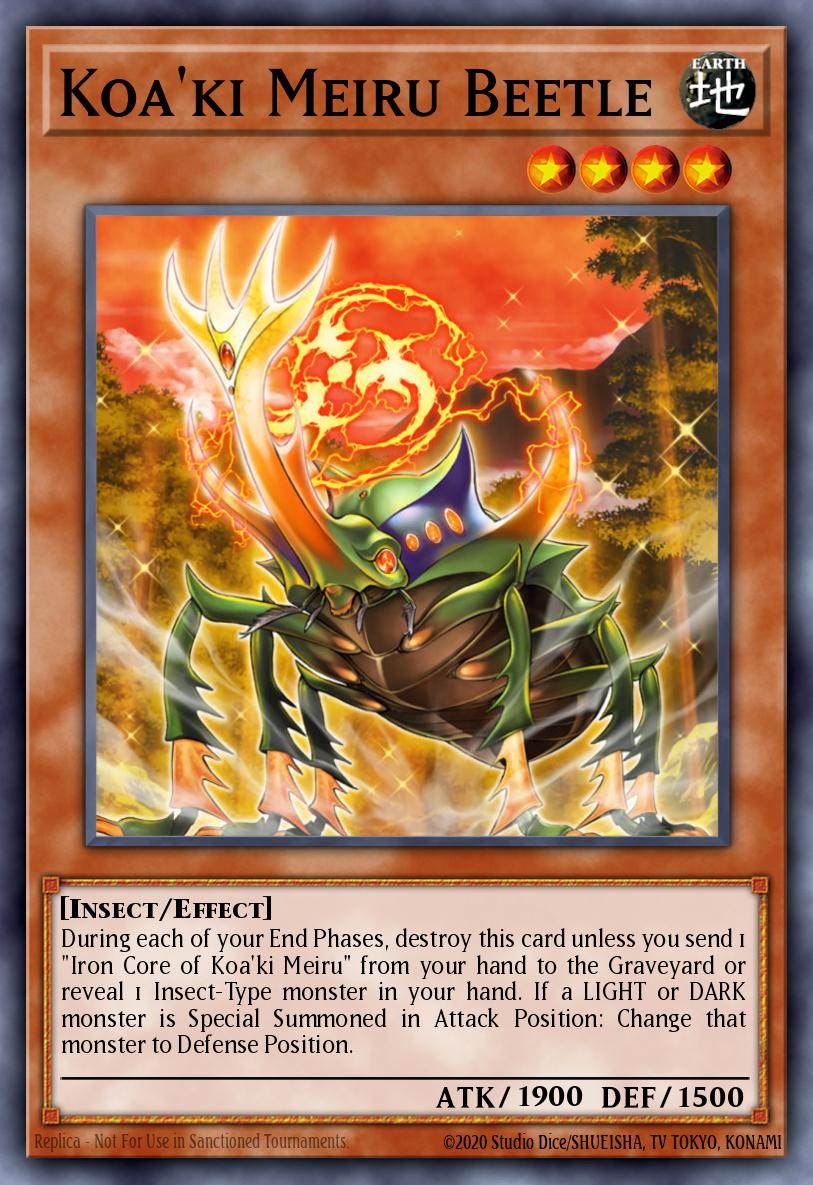 Koa'ki Meiru Beetle
EARTH
地
[Insect/Effect]
During each of your End Phases, destroy this card unless you send 1
"Iron Core of Koa'ki Meiru" from your hand to the Graveyard or
reveal 1 Insect-Type monster in your hand. If a LIGHT or DARK
monster is Special Summoned in Attack Position: Change that
monster to Defense Position.
ATK/1900 DEF/1500
Replica - Not For Use in Sanctioned Tournaments.
©2020 Studio Dice/SHUEISHA, TV TOKYO, KONAMI